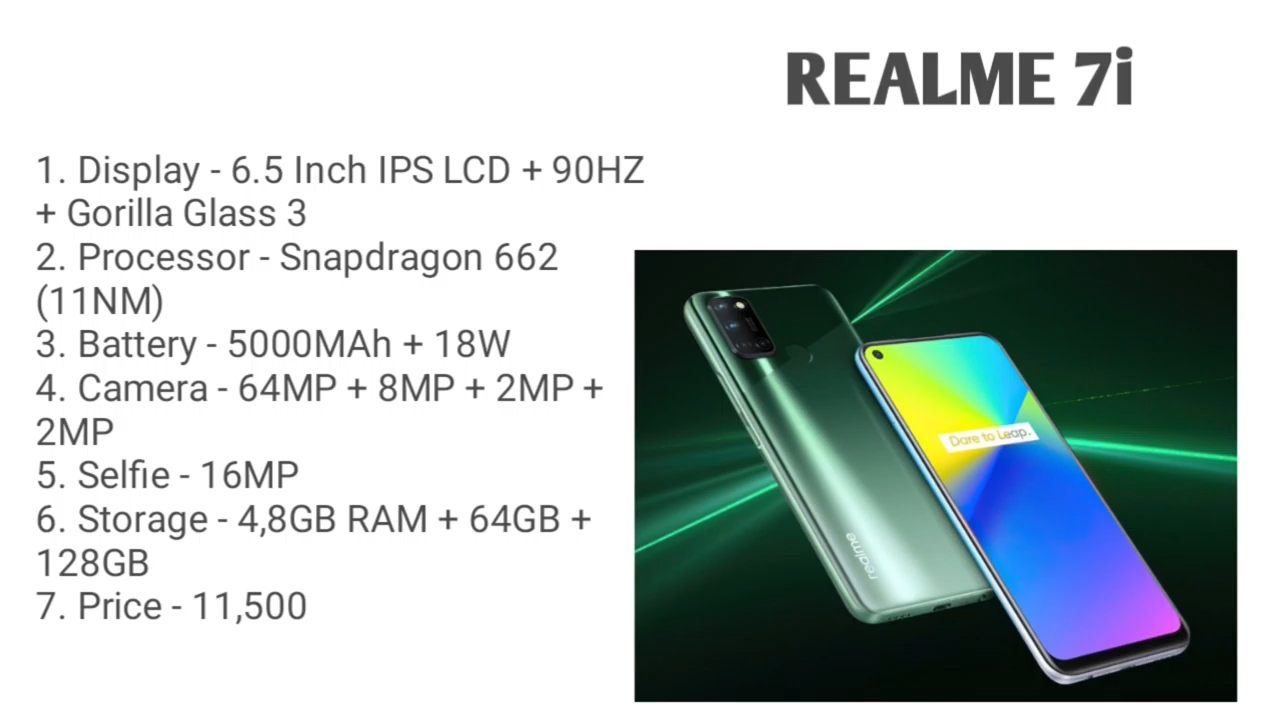 REALME 7i
1. Display - 6.5 Inch IPS LCD + 90HZ
+ Gorilla Glass 3
2. Processor - Snapdragon 662
(11NM)
3. Battery - 5000MAh + 18W
4. Camera - 64MP + 8MP + 2MP +
2MP
5. Selfie - 16MP
6. Storage - 4,8GB RAM + 64GB +
128GB
7. Price - 11,500
Dare to Leap.
realme